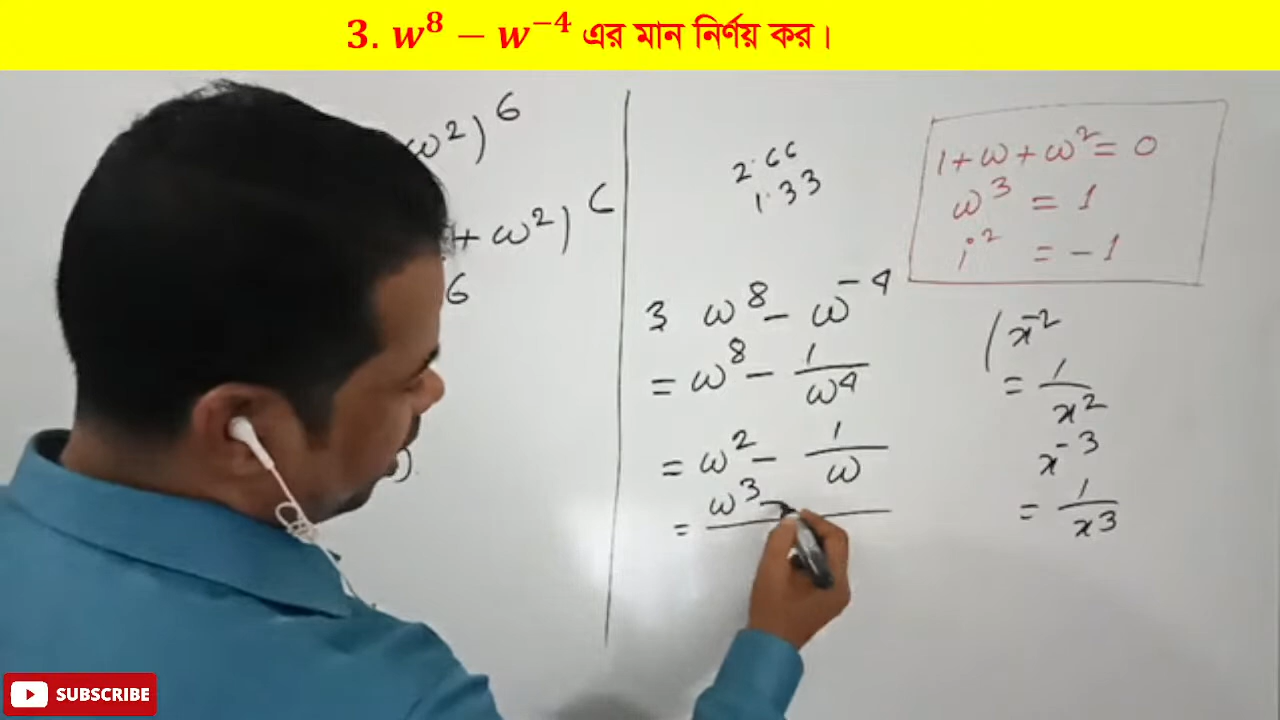 3. w⁸ − w⁻⁴ এর মান নির্ণয় কর।
ω²)⁶
+ ω²)⁶
6
ω).
2.66
1.33
3 ω⁸ − ω⁻⁴
= ω⁸ − 1/ω⁴
= ω² − 1/ω
= ω³ −
1 + ω + ω² = 0
ω³ = 1
i² = −1
(x⁻²
= 1/x²
x⁻³
= 1/x³
SUBSCRIBE